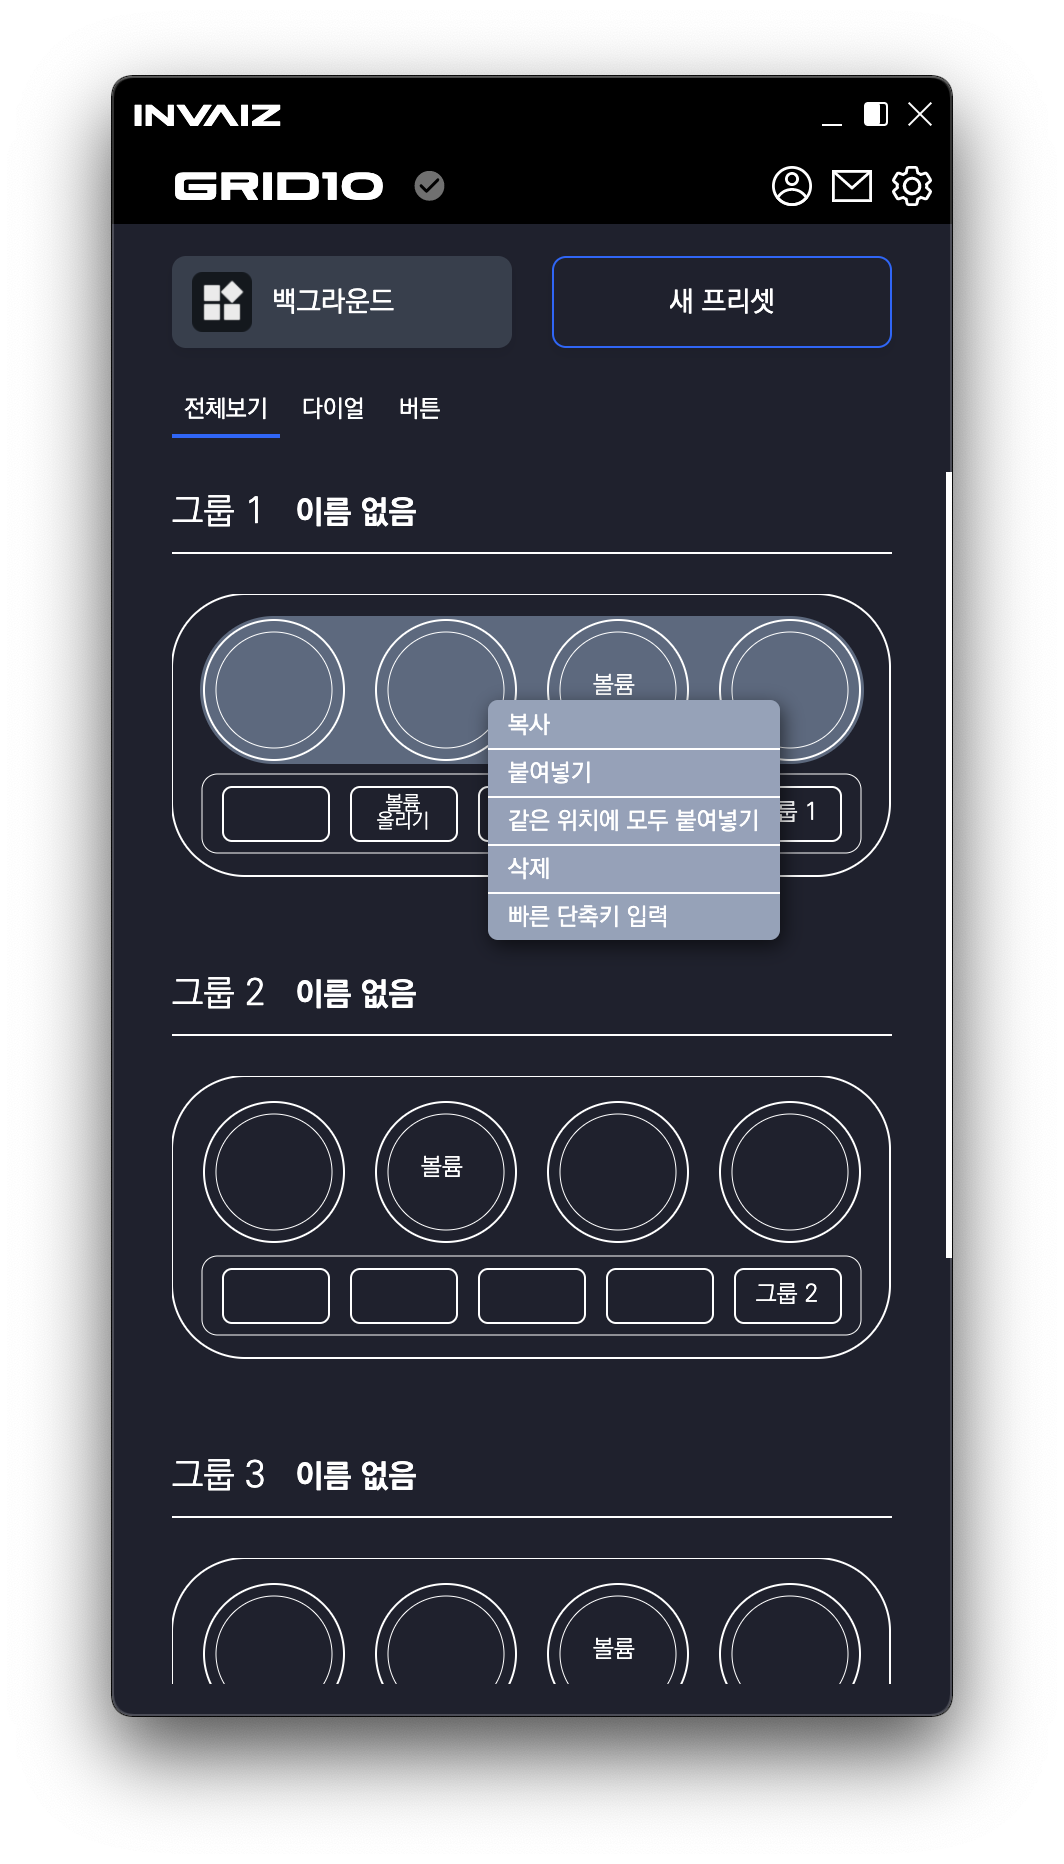 INVAIZ
GRID10
백그라운드
새 프리셋
전체보기 다이얼 버튼
그룹 1 이름 없음
볼륨
볼륨
올리기
룹 1
복사
붙여넣기
같은 위치에 모두 붙여넣기
삭제
빠른 단축키 입력
그룹 2 이름 없음
볼륨
그룹 2
그룹 3 이름 없음
볼륨